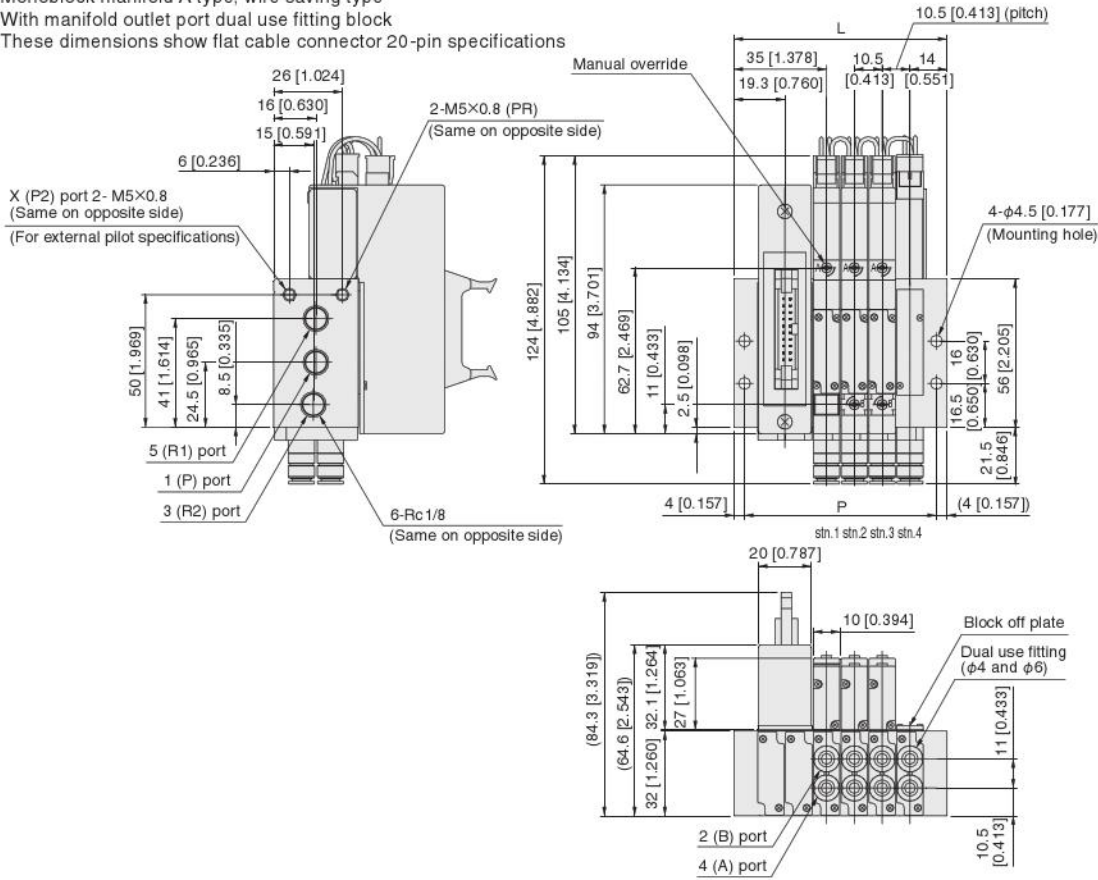 Monoblock manifold A type, wire-saving type
With manifold outlet port dual use fitting block
These dimensions show flat cable connector 20-pin specifications
26 [1.024]
16 [0.630]
15 [0.591]
6 [0.236]
2-M5×0.8 (PR)
(Same on opposite side)
X (P2) port 2- M5×0.8
(Same on opposite side)
(For external pilot specifications)
50 [1.969]
41 [1.614]
24.5 [0.965]
8.5 [0.335]
5 (R1) port
1 (P) port
3 (R2) port
6-Rc1/8
(Same on opposite side)
10.5 [0.413] (pitch)
L
35 [1.378]
10.5
[0.413]
14
[0.551]
19.3 [0.760]
Manual override
4-φ4.5 [0.177]
(Mounting hole)
124 [4.882]
105 [4.134]
94 [3.701]
62.7 [2.469]
11 [0.433]
2.5 [0.098]
16
[0.630]
16.5
[0.650]
56 [2.205]
21.5
[0.846]
4 [0.157]
P
(4 [0.157])
stn.1 stn.2 stn.3 stn.4
20 [0.787]
10 [0.394]
Block off plate
Dual use fitting
(φ4 and φ6)
(84.3 [3.319])
(64.6 [2.543])
32.1 [1.264]
27 [1.063]
32 [1.260]
11 [0.433]
10.5
[0.413]
2 (B) port
4 (A) port